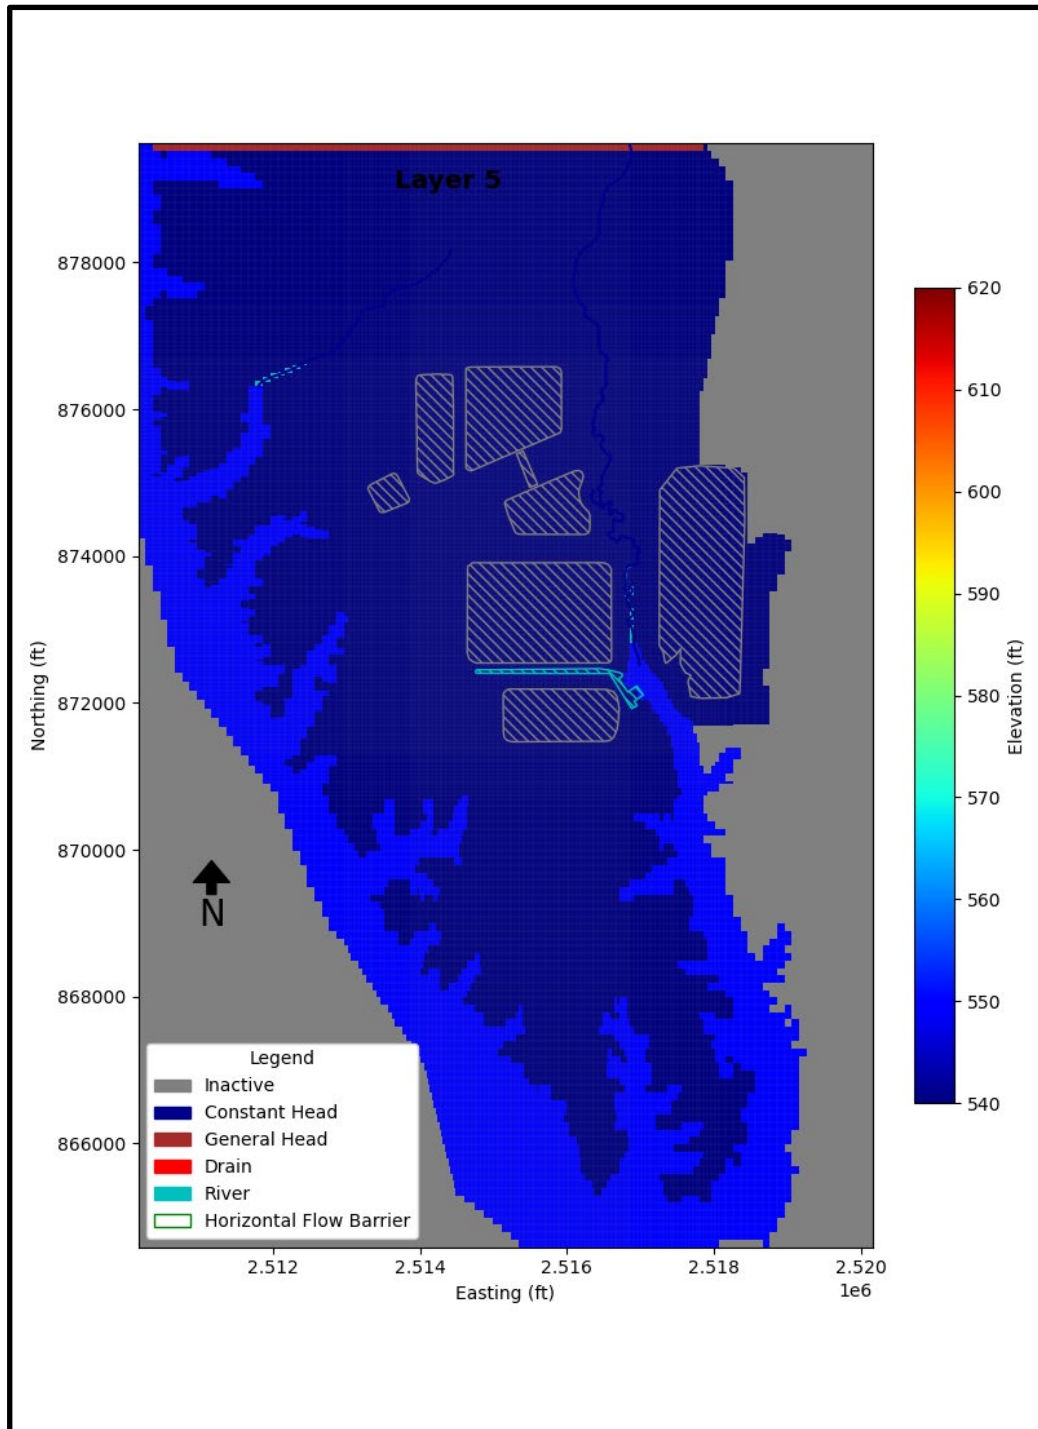 Layer 5
878000
876000
874000
872000
870000
868000
866000
Northing (ft)
N
Legend
Inactive
Constant Head
General Head
Drain
River
Horizontal Flow Barrier
2.512
2.514
2.516
2.518
2.520
1e6
Easting (ft)
620
610
600
590
580
570
560
550
540
Elevation (ft)